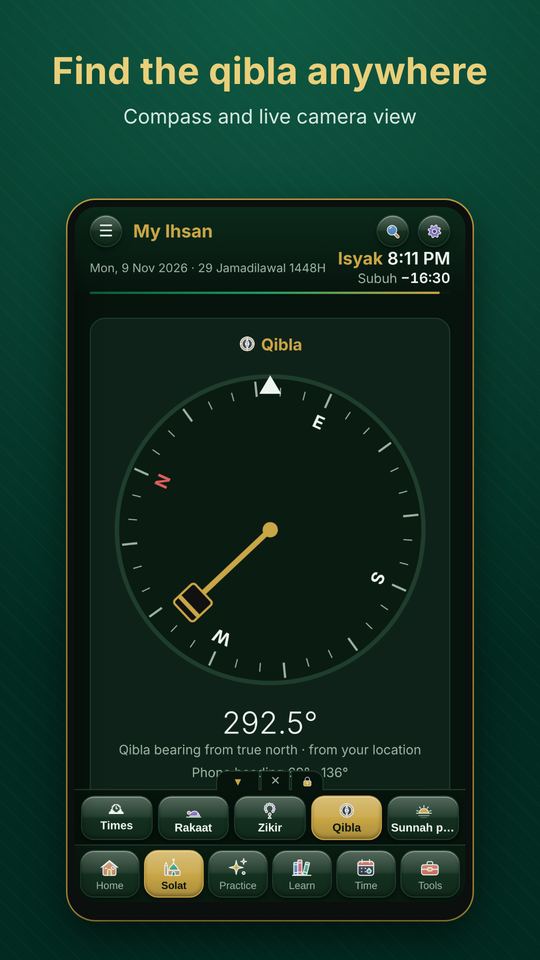 Find the qibla anywhere
Compass and live camera view
My Ihsan
Mon, 9 Nov 2026 · 29 Jamadilawal 1448H
Isyak 8:11 PM
Subuh −16:30
Qibla
N
E
S
W
292.5°
Qibla bearing from true north · from your location
Phone 136°
Times
Rakaat
Zikir
Qibla
Sunnah p...
Home
Solat
Practice
Learn
Time
Tools